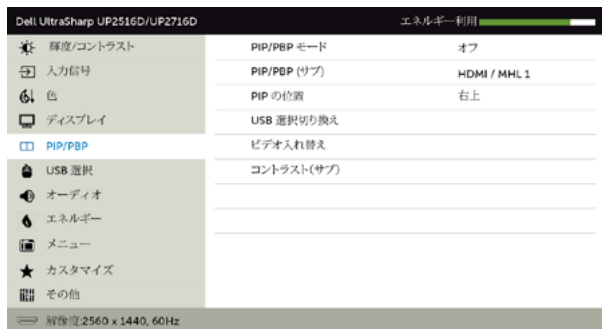 Dell UltraSharp UP2516D/UP2716D エネルギー利用
輝度/コントラスト PIP/PBP モード オフ
入力信号 PIP/PBP (サブ) HDMI / MHL 1
色 PIP の位置 右上
ディスプレイ USB 選択切り換え
PIP/PBP ビデオ入れ替え
USB 選択 コントラスト(サブ)
オーディオ
エネルギー
メニュー
カスタマイズ
その他
解像度:2560 x 1440, 60Hz